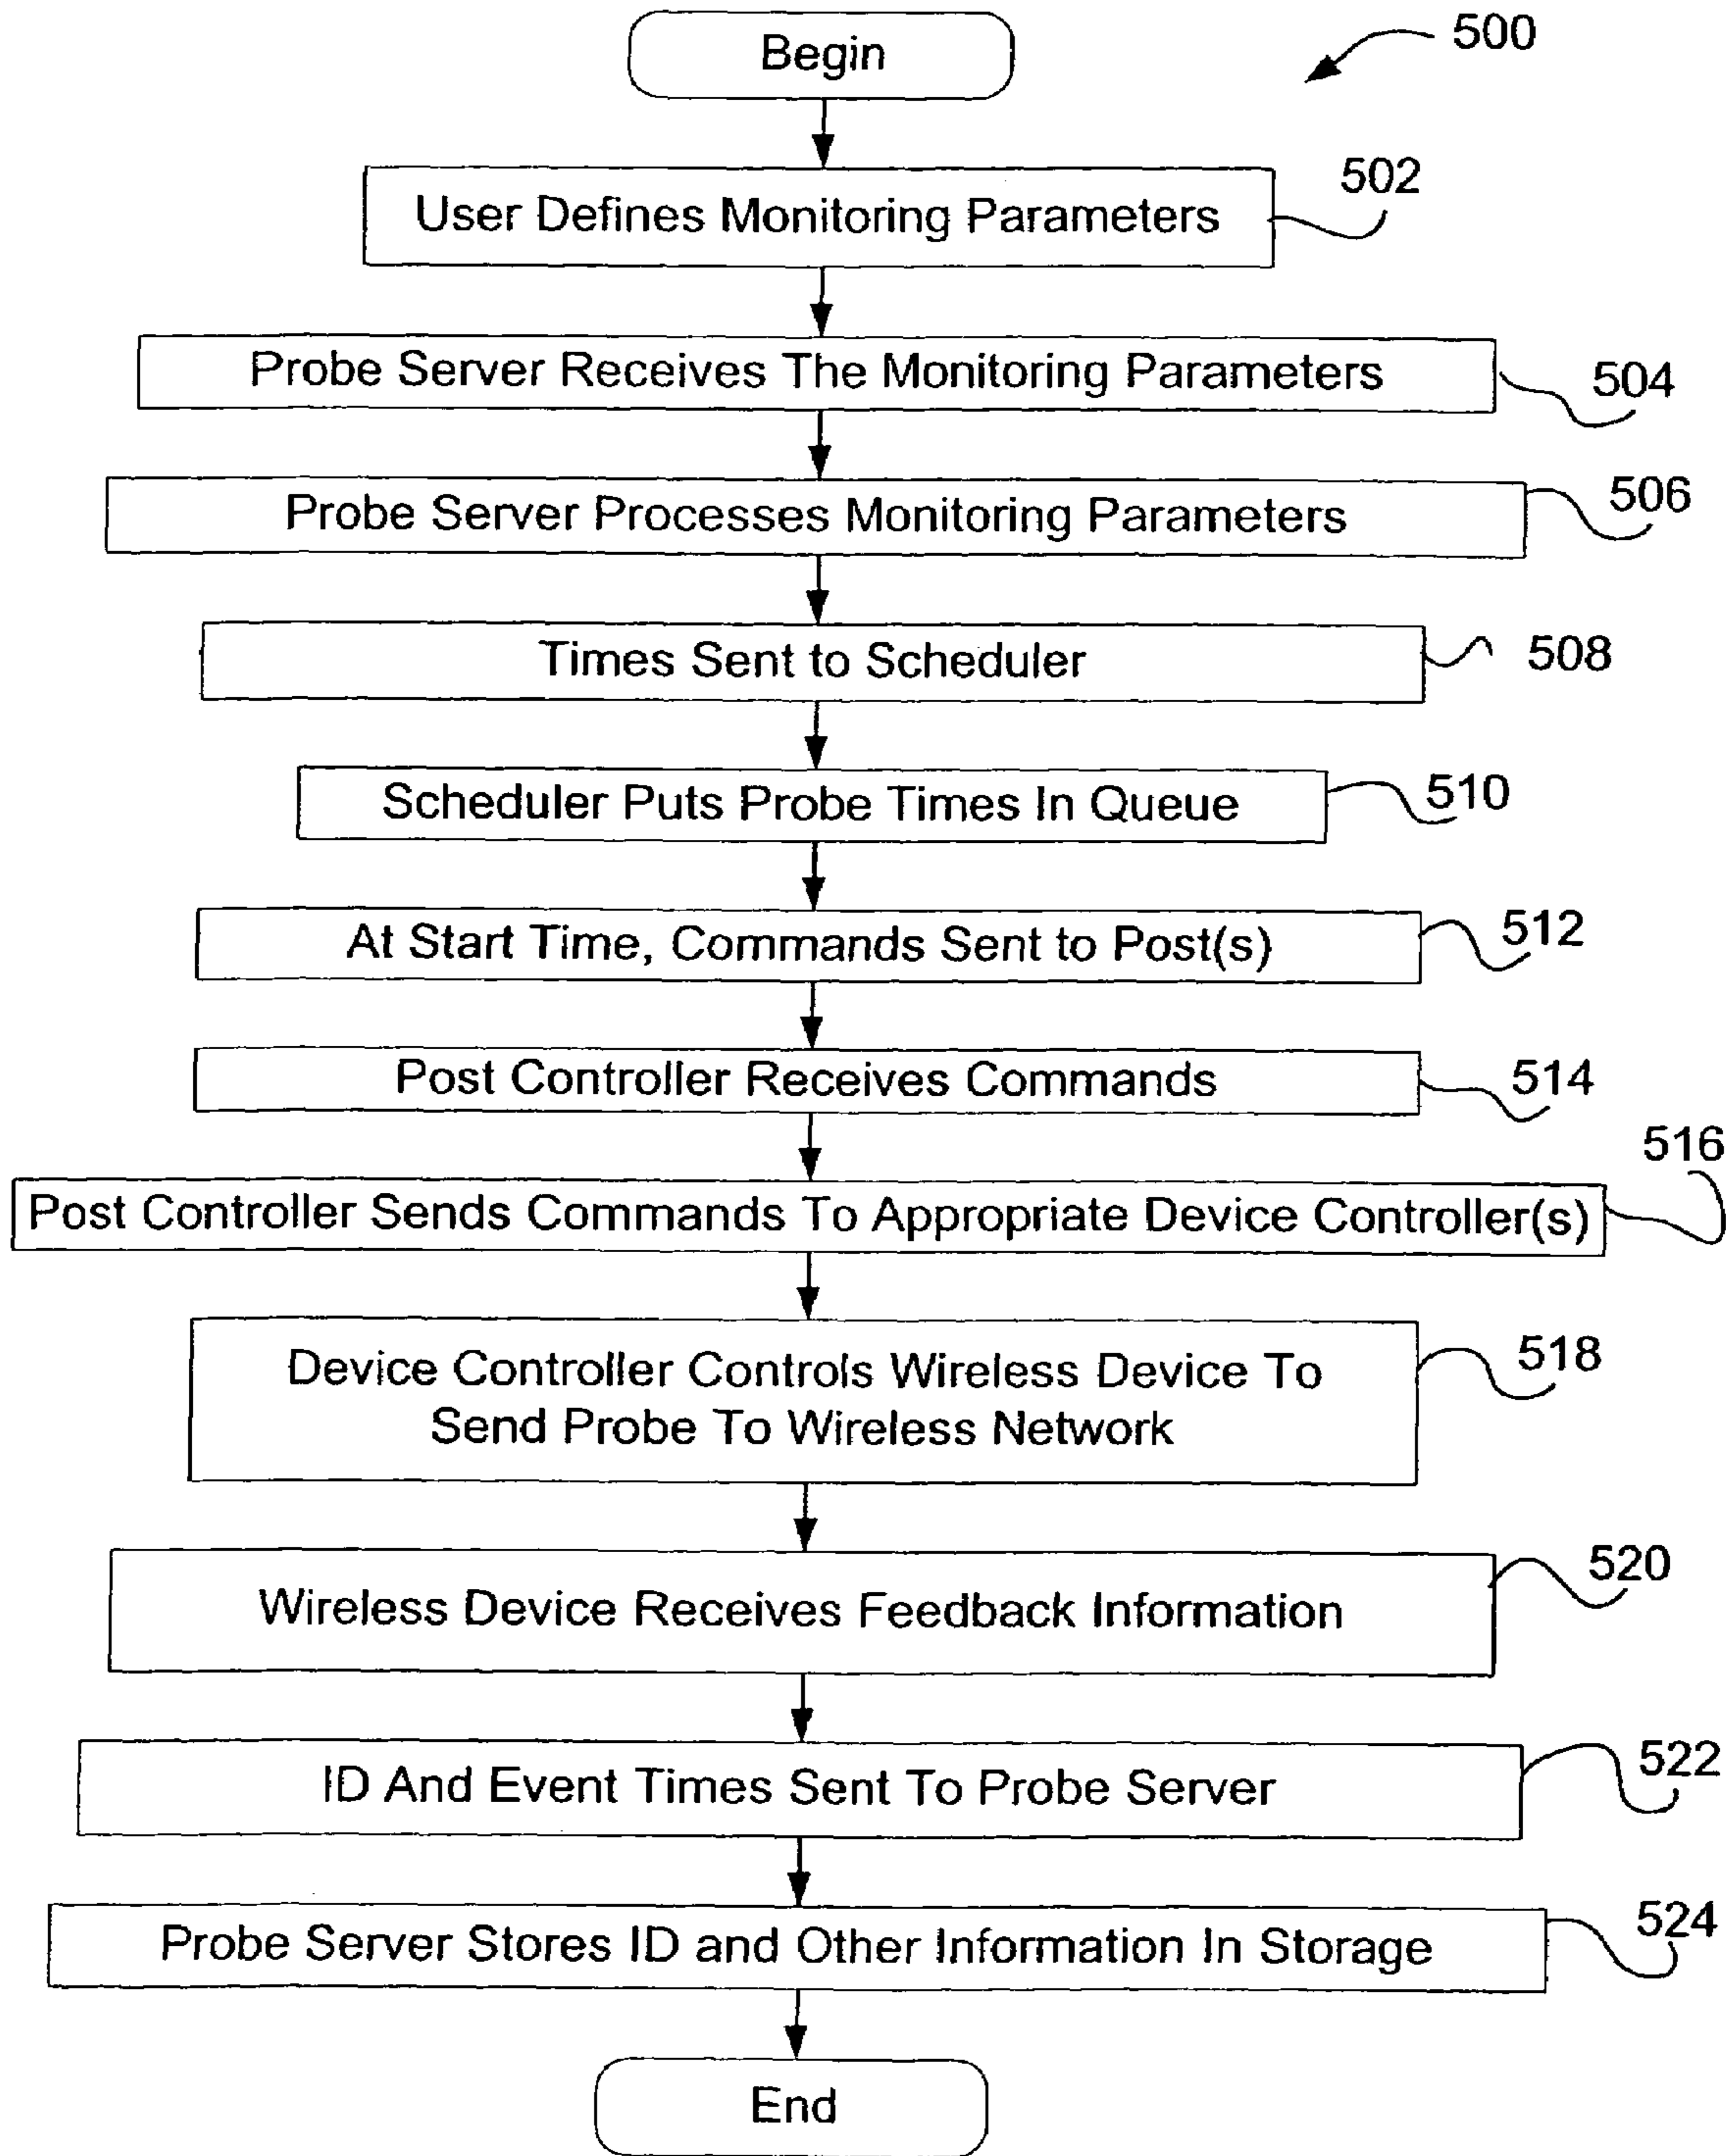 Begin
500
User Defines Monitoring Parameters
502
Probe Server Receives The Monitoring Parameters
504
Probe Server Processes Monitoring Parameters
506
Times Sent to Scheduler
508
Scheduler Puts Probe Times In Queue
510
At Start Time, Commands Sent to Post(s)
512
Post Controller Receives Commands
514
Post Controller Sends Commands To Appropriate Device Controller(s)
516
Device Controller Controls Wireless Device To
Send Probe To Wireless Network
518
Wireless Device Receives Feedback Information
520
ID And Event Times Sent To Probe Server
522
Probe Server Stores ID and Other Information In Storage
524
End